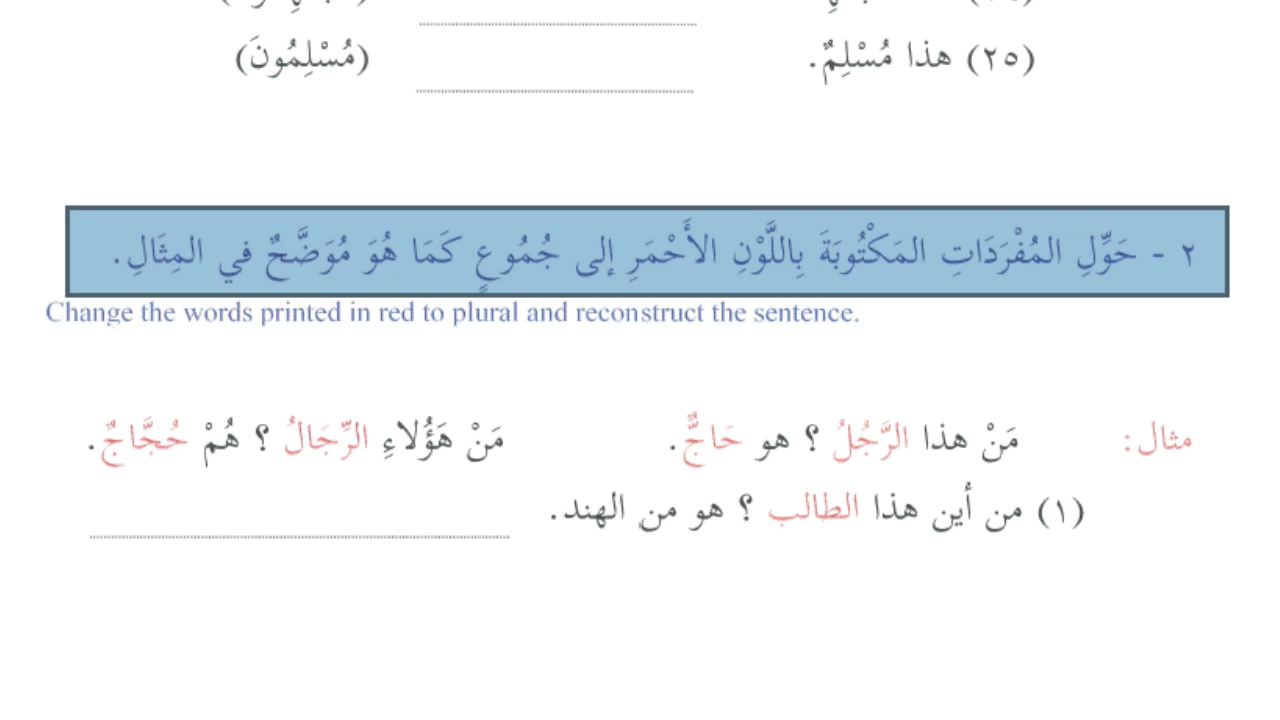 (٢٥) هذا مُسْلِمٌ. (مُسْلِمُونَ)
٢ - حَوِّلِ المُفْرَدَاتِ المَكْتُوبَةَ بِاللَّوْنِ الأَحْمَرِ إلى جُمُوعٍ كَمَا هُوَ مُوَضَّحٌ في المِثَالِ.
Change the words printed in red to plural and reconstruct the sentence.
مثال: مَنْ هذا الرَّجُلُ ؟ هو حَاجٌّ. مَنْ هَؤُلاءِ الرِّجَالُ ؟ هُمْ حُجَّاجٌ.
(١) من أين هذا الطالب ؟ هو من الهند.